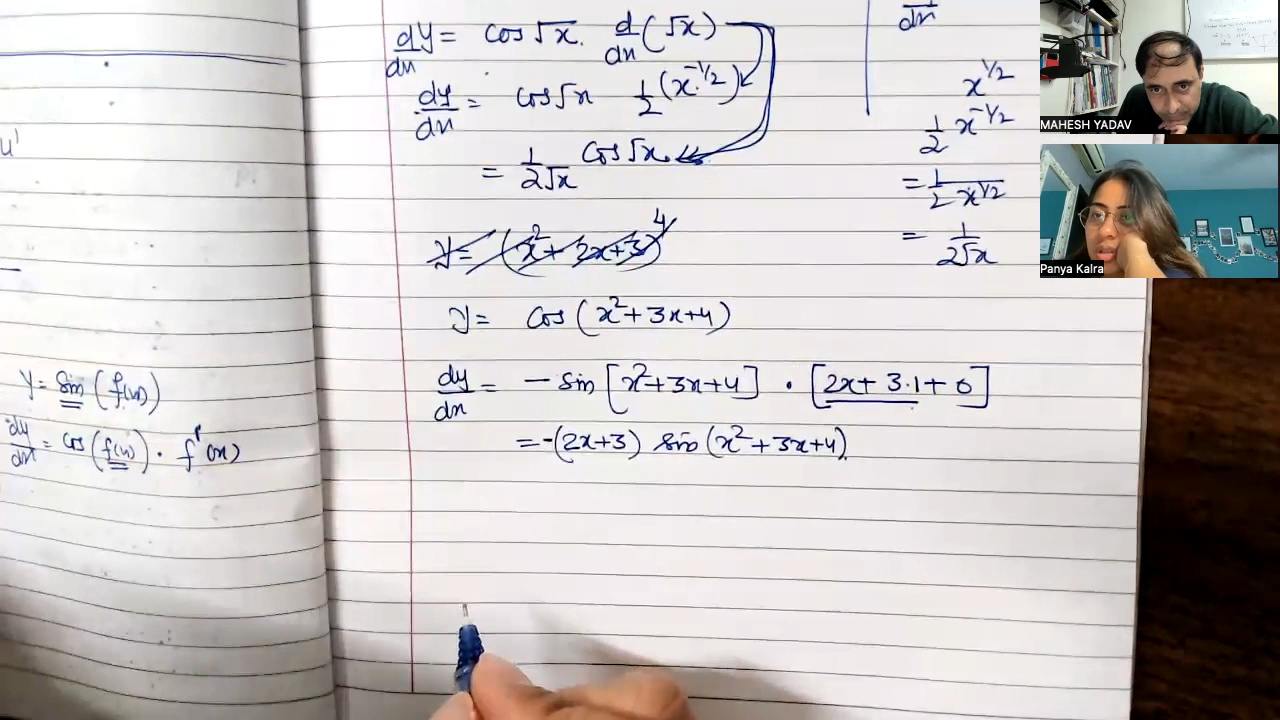 dy/dx = cos√x. d/dx (√x)
dy/dx = cos√x 1/2 (x^-1/2)
= 1/2√x cos√x.
y = (x²+2x+3)⁴
y = cos (x²+3x+4)
dy/dx = - sin [x²+3x+4] • [2x+3·1+0]
= -(2x+3) sin (x²+3x+4).
u'
y = sin (f(x))
dy/dx = cos (f(x)) • f'(x)
dx
x^1/2
1/2 x^-1/2
= 1/2 x^1/2
= 1/2√x
MAHESH YADAV
Panya Kalra